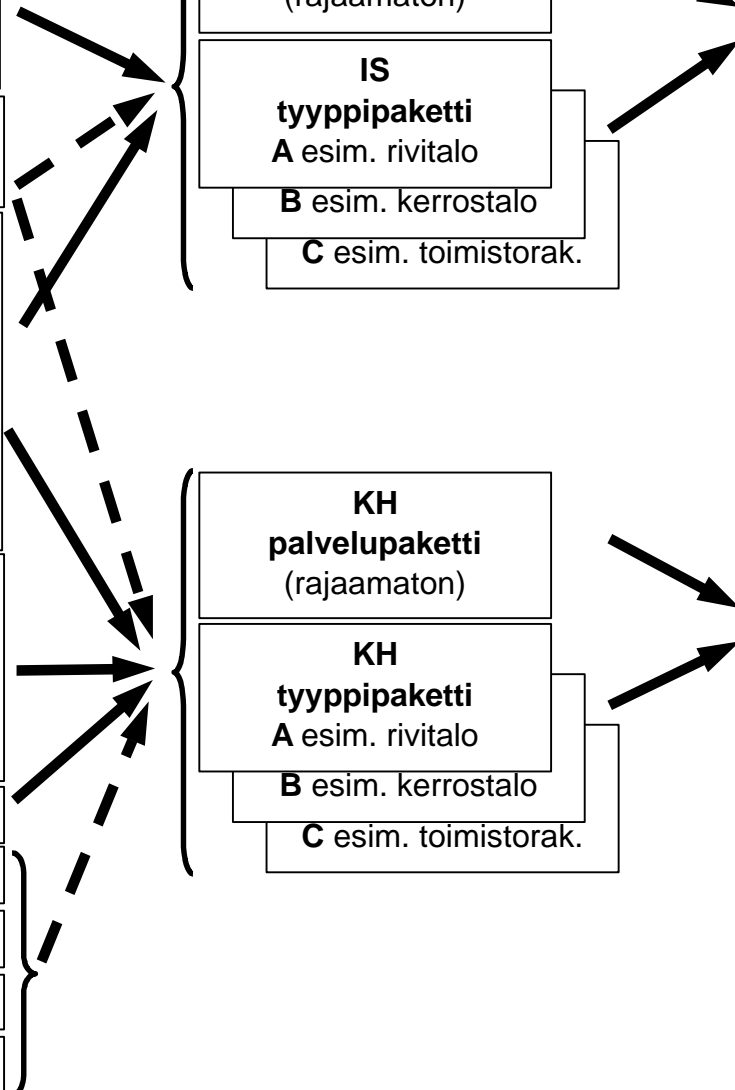 (rajaamaton)
IS
tyyppipaketti
A esim. rivitalo
B esim. kerrostalo
C esim. toimistorak.
KH
palvelupaketti
(rajaamaton)
KH
tyyppipaketti
A esim. rivitalo
B esim. kerrostalo
C esim. toimistorak.